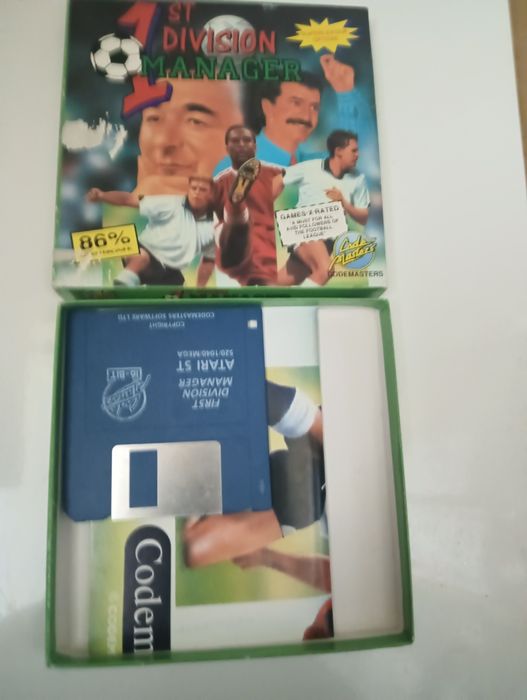 1ST
DIVISION
MANAGER
86%
GAMES-X-RATED
"A MUST FOR ALL
AVID FOLLOWERS OF
THE FOOTBALL
LEAGUE"
Code
Masters
CODEMASTERS
FIRST
DIVISION
MANAGER
ATARI ST
520/1040/MEGA
16-BIT
COPYRIGHT
CODEMASTERS SOFTWARE LTD
Codem